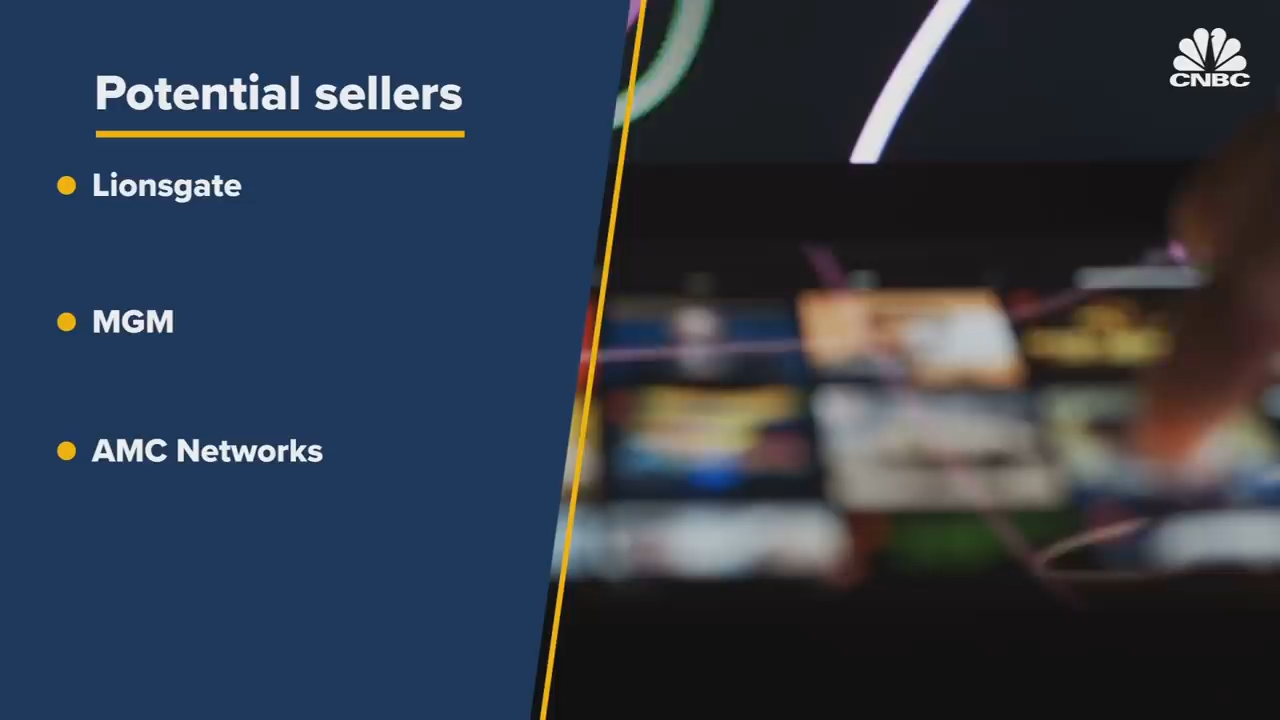 Potential sellers
Lionsgate
MGM
AMC Networks
CNBC